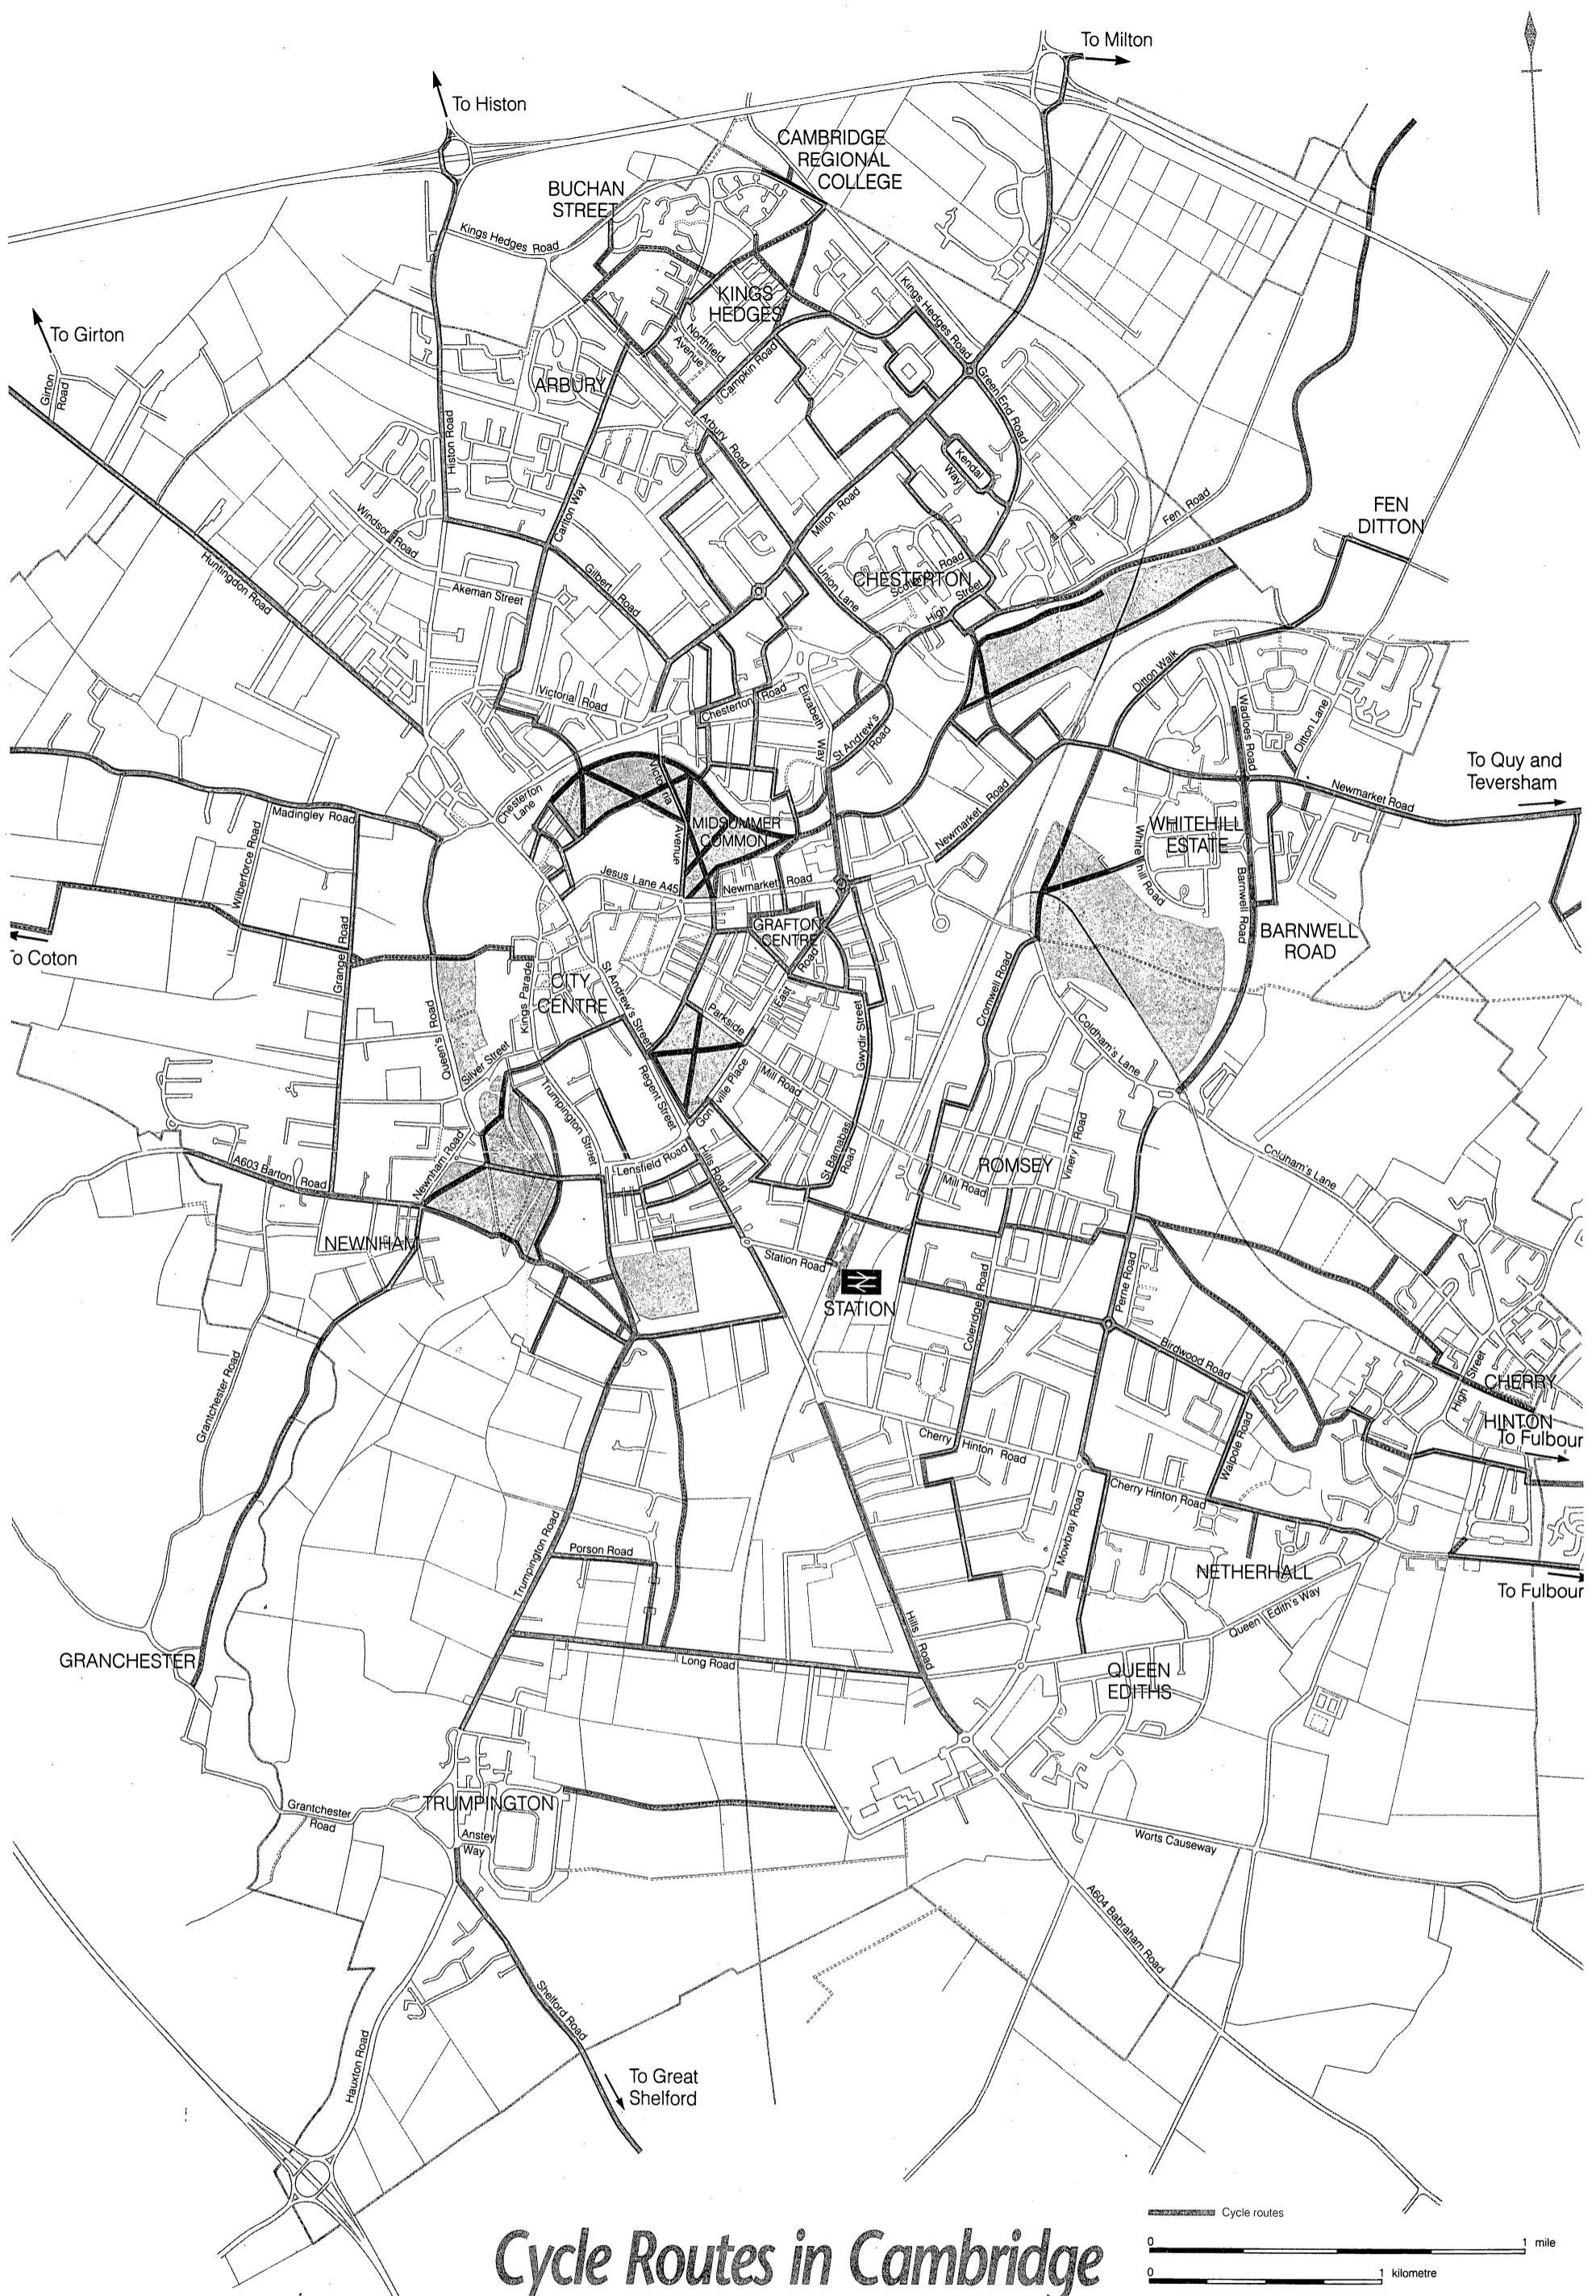 To Milton
To Histon
CAMBRIDGE
REGIONAL
COLLEGE
BUCHAN
STREET
Kings Hedges Road
KINGS
HEDGES
Kings Hedges Road
To Girton
Girton
Road
Northfield
Avenue
Campkin Road
ARBURY
Green End Road
Histon Road
Arbury Road
Kendal
Way
Carlton Way
Milton Road
Fen Road
FEN
DITTON
Windsor Road
Huntingdon Road
Gilbert Road
Akeman Street
Union Lane
CHESTERTON
Road
High Street
Ditton Walk
Victoria Road
Chesterton Road
Elizabeth
Way
St Andrew's
Road
Wadloes Road
Ditton Lane
To Quy and
Teversham
Newmarket Road
Chesterton
Lane
Victoria
Avenue
MIDSUMMER
COMMON
Newmarket Road
WHITEHILL
ESTATE
White hill Road
Barnwell Road
Madingley Road
Wilberforce Road
Jesus Lane A45
Newmarket Road
GRAFTON
CENTRE
BARNWELL
ROAD
To Coton
Grange Road
Kings Parade
CITY
CENTRE
St Andrew's Street
East
Road
Parkside
Cromwell Road
Queen's Road
Silver Street
Gwydir Street
Coldham's Lane
Trumpington Street
Regent Street
Gonville Place
Mill Road
Vinery Road
St Barnabas
Road
ROMSEY
Coldham's Lane
A603 Barton Road
Newnham Road
Lensfield Road
Hills Road
Mill Road
NEWNHAM
Station Road
STATION
Coleridge Road
Perne Road
Birdwood Road
Grantchester Road
High Street
CHERRY
HINTON
To Fulbour
Walpole Road
Cherry Hinton Road
Cherry Hinton Road
Mowbray Road
Trumpington Road
Porson Road
NETHERHALL
To Fulbour
Queen Edith's Way
Hills Road
GRANCHESTER
Long Road
QUEEN
EDITHS
TRUMPINGTON
Grantchester
Road
Anstey
Way
Worts Causeway
A604 Babraham Road
Shelford Road
Hauxton Road
To Great
Shelford
Cycle routes
0 1 mile
0 1 kilometre
Cycle Routes in Cambridge